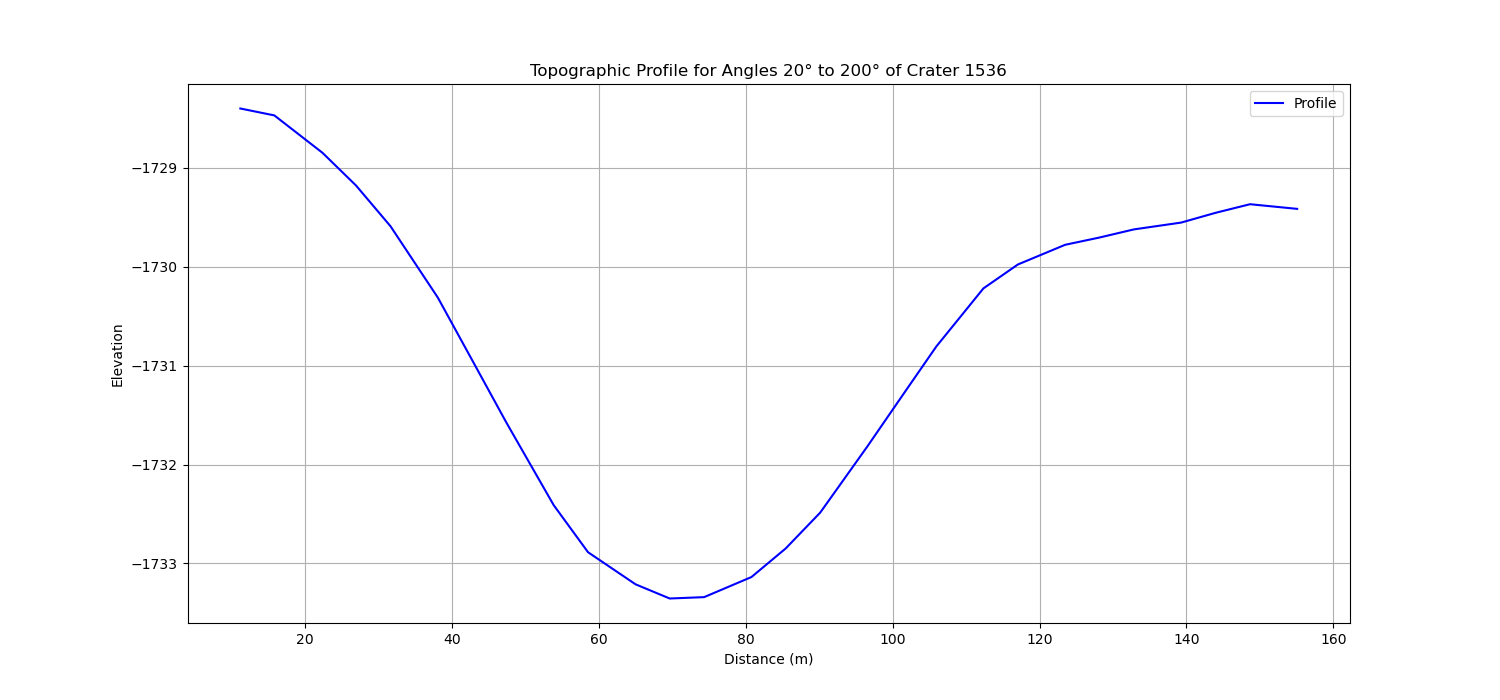 Topographic Profile for Angles 20° to 200° of Crater 1536
Profile
−1729
−1730
−1731
−1732
−1733
Elevation
20 40 60 80 100 120 140 160
Distance (m)